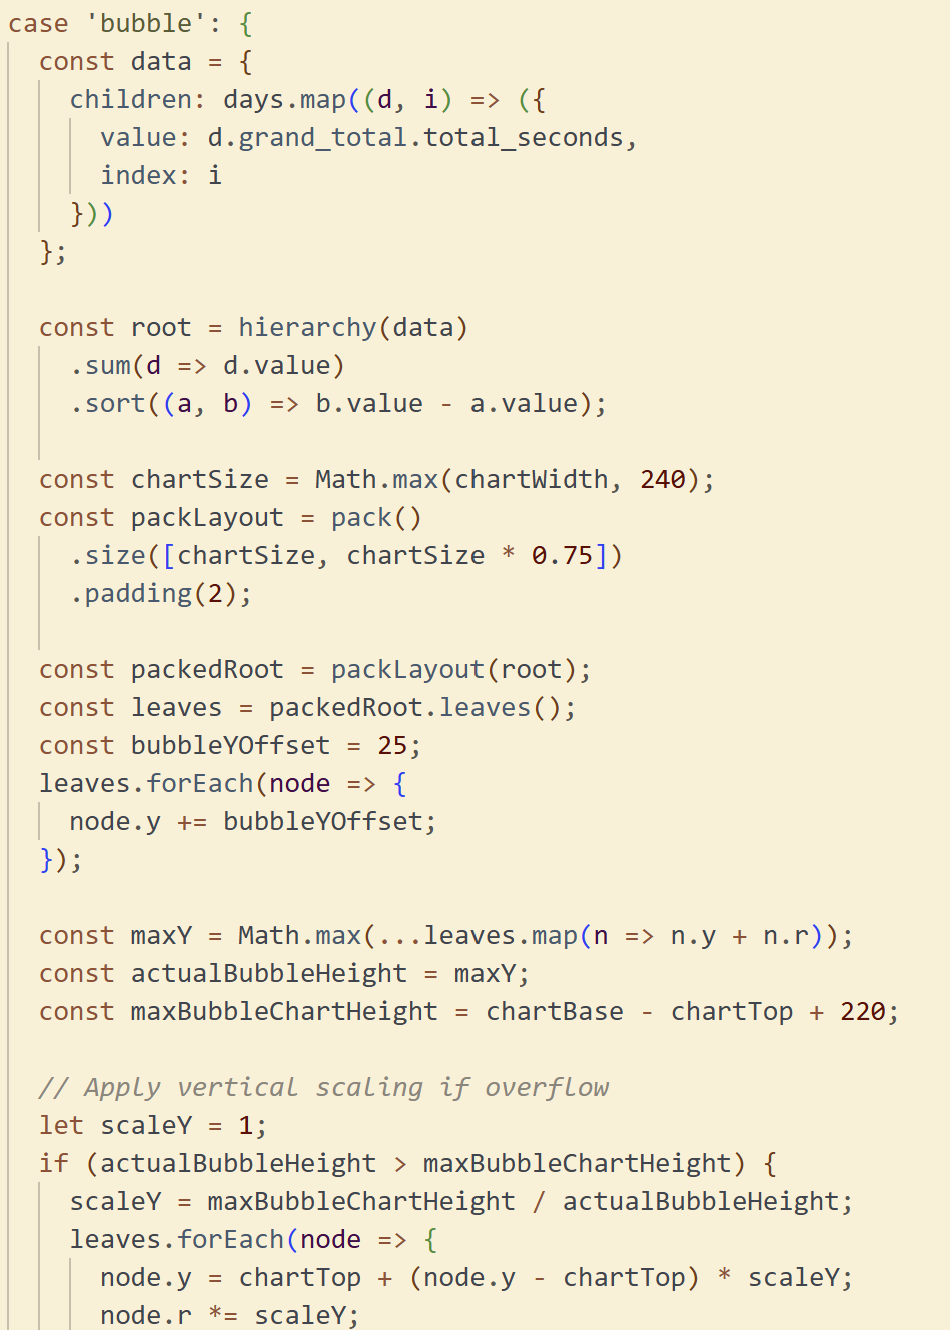 case 'bubble': {
  const data = {
    children: days.map((d, i) => ({
      value: d.grand_total.total_seconds,
      index: i
    }))
  };

  const root = hierarchy(data)
    .sum(d => d.value)
    .sort((a, b) => b.value - a.value);

  const chartSize = Math.max(chartWidth, 240);
  const packLayout = pack()
    .size([chartSize, chartSize * 0.75])
    .padding(2);

  const packedRoot = packLayout(root);
  const leaves = packedRoot.leaves();
  const bubbleYOffset = 25;
  leaves.forEach(node => {
    node.y += bubbleYOffset;
  });

  const maxY = Math.max(...leaves.map(n => n.y + n.r));
  const actualBubbleHeight = maxY;
  const maxBubbleChartHeight = chartBase - chartTop + 220;

  // Apply vertical scaling if overflow
  let scaleY = 1;
  if (actualBubbleHeight > maxBubbleChartHeight) {
    scaleY = maxBubbleChartHeight / actualBubbleHeight;
    leaves.forEach(node => {
      node.y = chartTop + (node.y - chartTop) * scaleY;
      node.r *= scaleY;